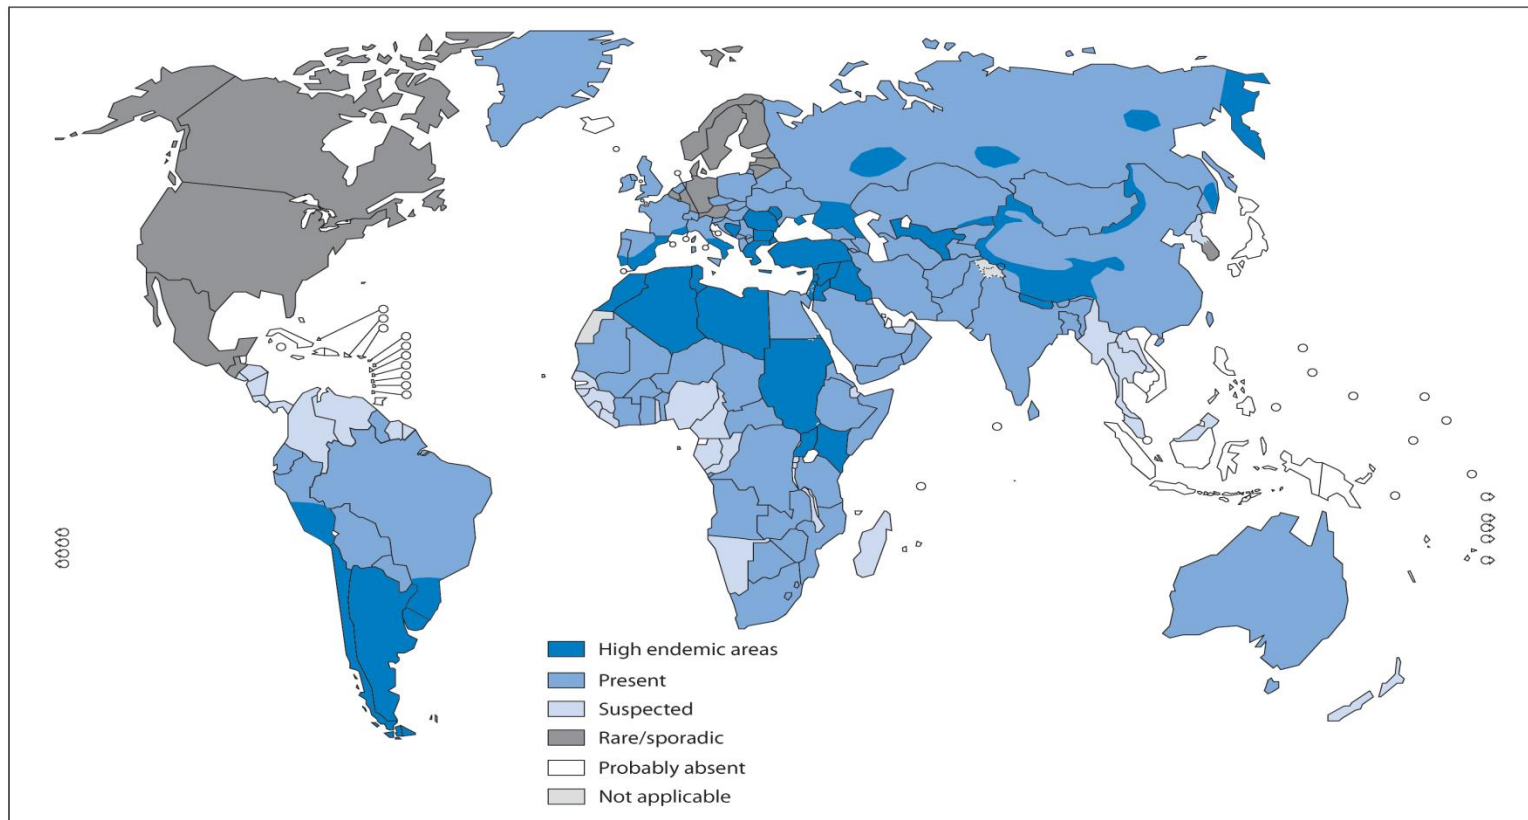 High endemic areas
Present
Suspected
Rare/sporadic
Probably absent
Not applicable